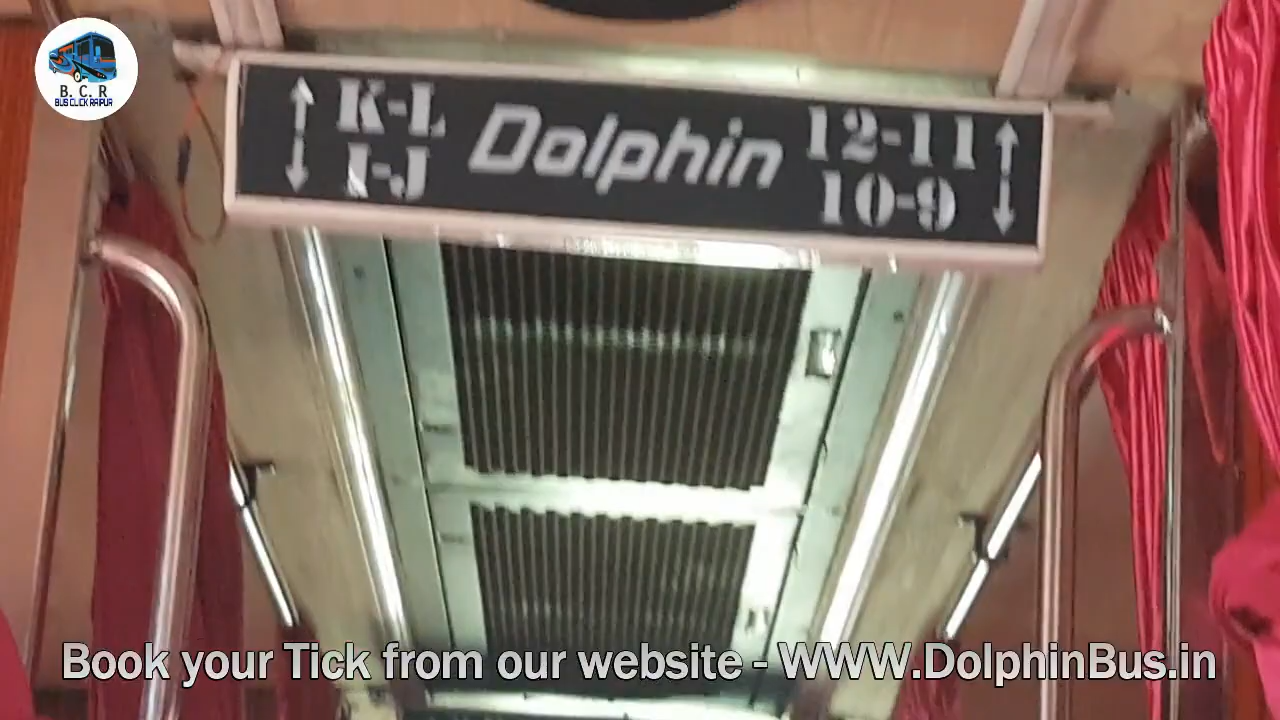 B. C. R
BUS CLICK RAIPUR
K-L Dolphin 12-11
I-J 10-9
Book your Tick from our website - WWW.DolphinBus.in